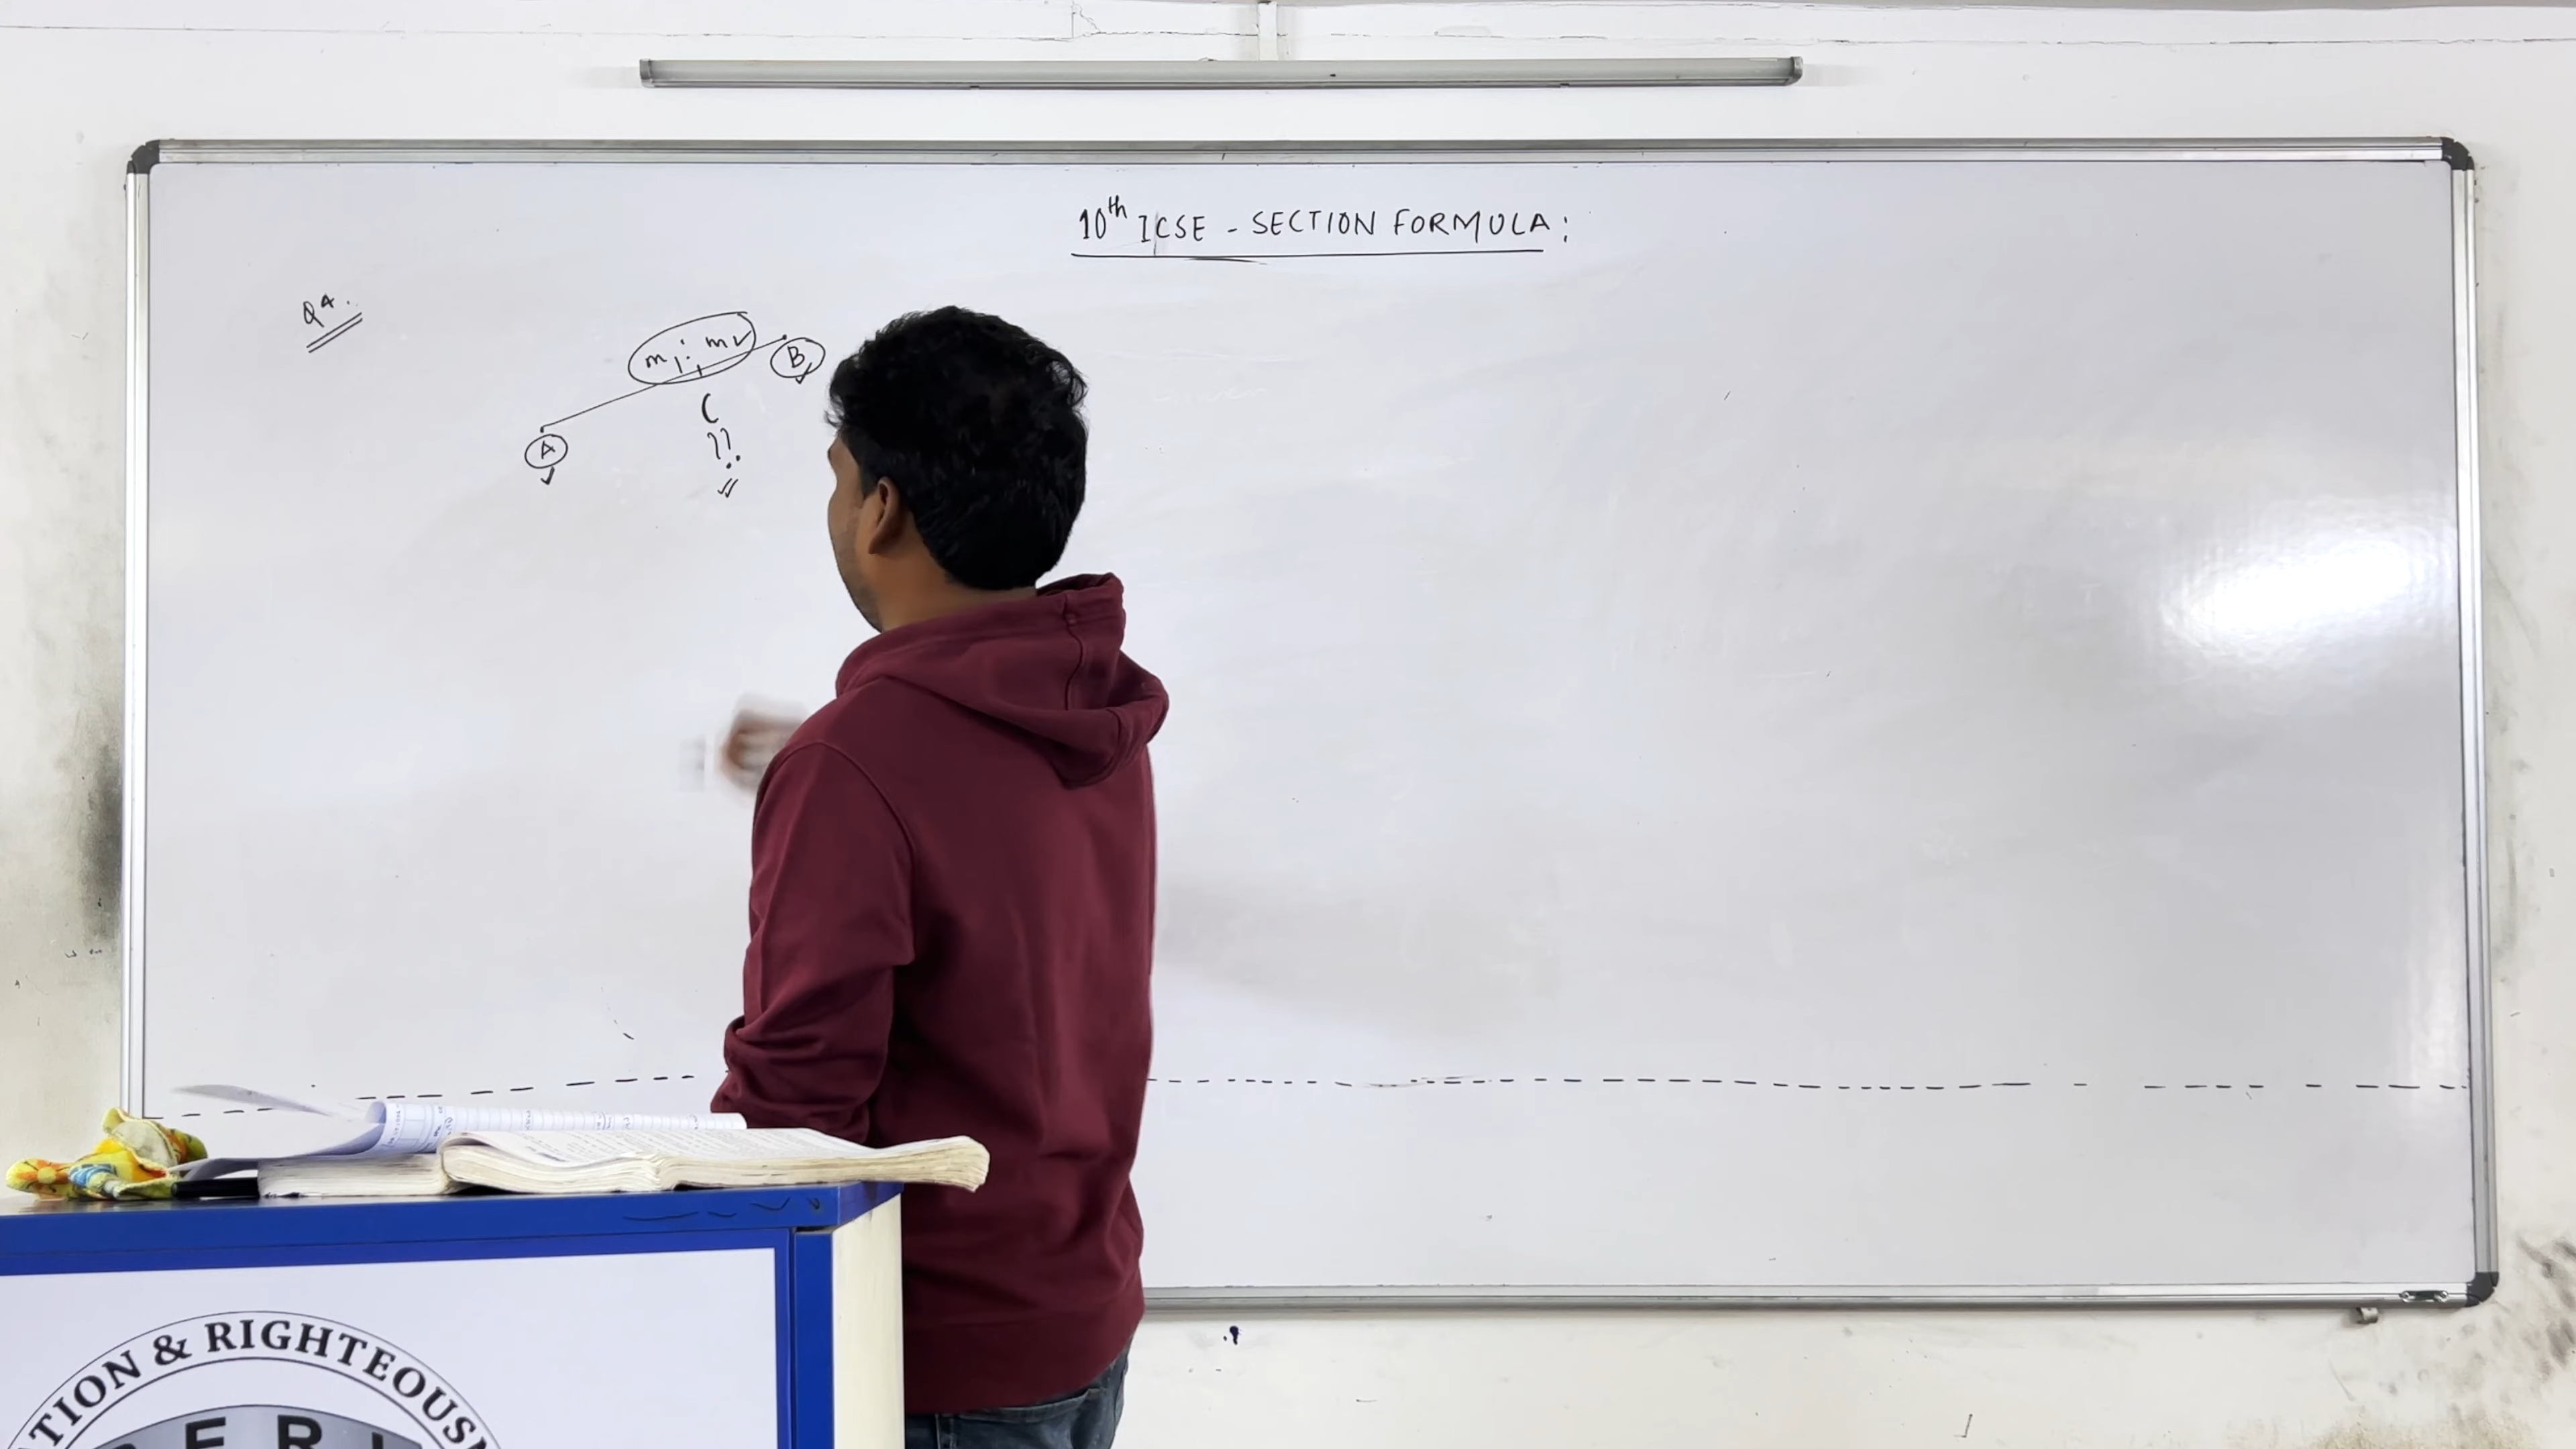 10th ICSE - SECTION FORMULA :
Q4.
m1 : m2
B
A
C
??
TION & RIGHTEOUS